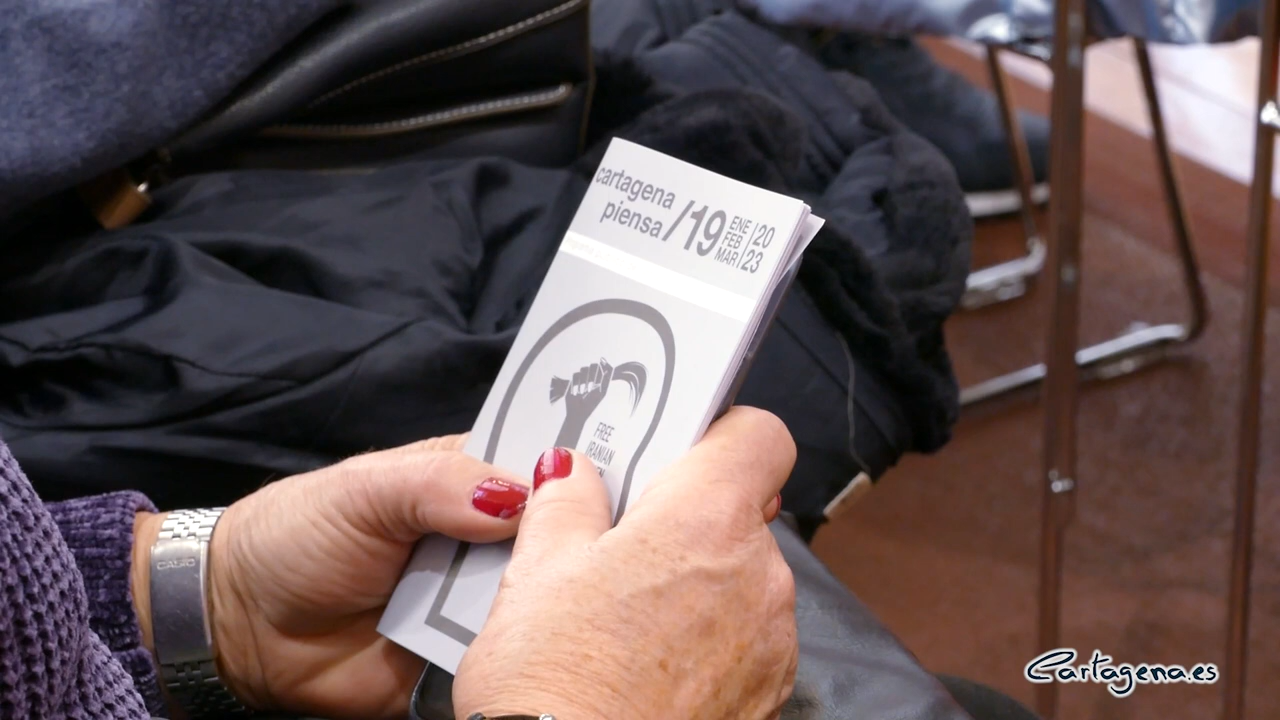 cartagena
piensa
/19
ENE
FEB
MAR
20
23
FREE
IRANIAN
CASIO
Cartagena.es